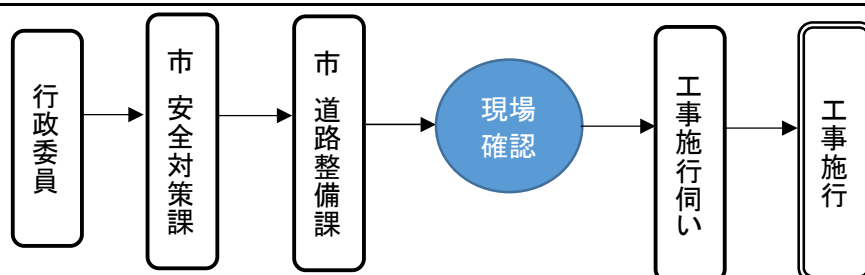 行政委員
市 安全対策課
市 道路整備課
現場
確認
工事施行伺い
工事施行